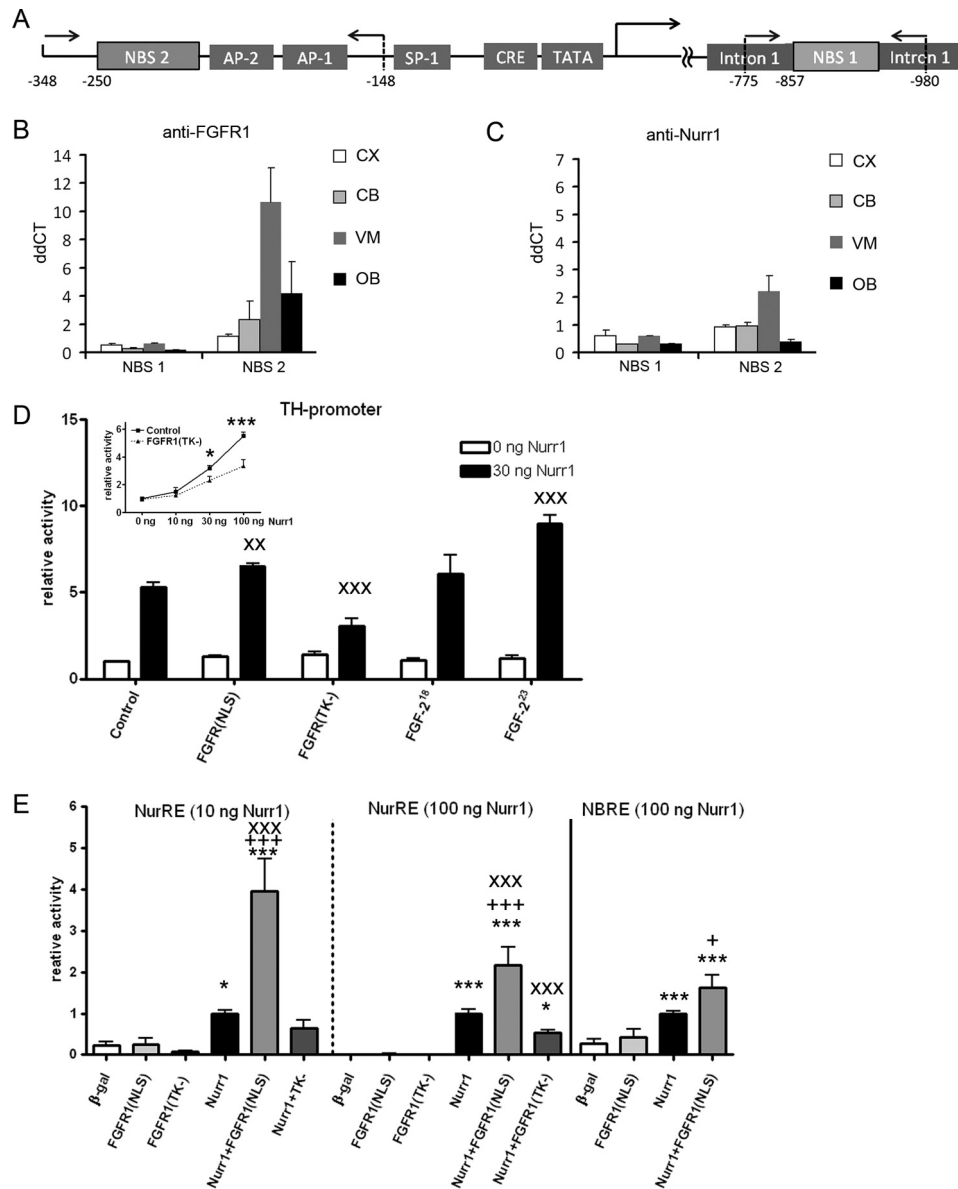 A
NBS 2 AP-2 AP-1 SP-1 CRE TATA Intron 1 NBS 1 Intron 1
-348 -250 -148 -775 -857 -980
B
anti-FGFR1
ddCT
14
12
10
8
6
4
2
0
NBS 1 NBS 2
CX
CB
VM
OB
C
anti-Nurr1
ddCT
7
6
5
4
3
2
1
0
NBS 1 NBS 2
CX
CB
VM
OB
D
TH-promoter
relative activity
15
10
5
0
relative activity
6
4
2
0
Control
FGFR1(TK-)
* ***
0 ng 10 ng 30 ng 100 ng Nurr1
0 ng Nurr1
30 ng Nurr1
XX XXX XXX
Control FGFR(NLS) FGFR(TK-) FGF-2¹⁸ FGF-2²³
E
reative activity
6
5
4
3
2
1
0
NurRE (10 ng Nurr1) NurRE (100 ng Nurr1) NBRE (100 ng Nurr1)
*
XXX
+++
***
***
XXX
+++
***
XXX
*
***
+
***
β-gal FGFR1(NLS) FGFR1(TK-) Nurr1 Nurr1+FGFR1(NLS) Nurr1+TK-
β-gal FGFR1(NLS) FGFR1(TK-) Nurr1 Nurr1+FGFR1(NLS) Nurr1+FGFR1(TK-)
β-gal FGFR1(NLS) Nurr1 Nurr1+FGFR1(NLS)